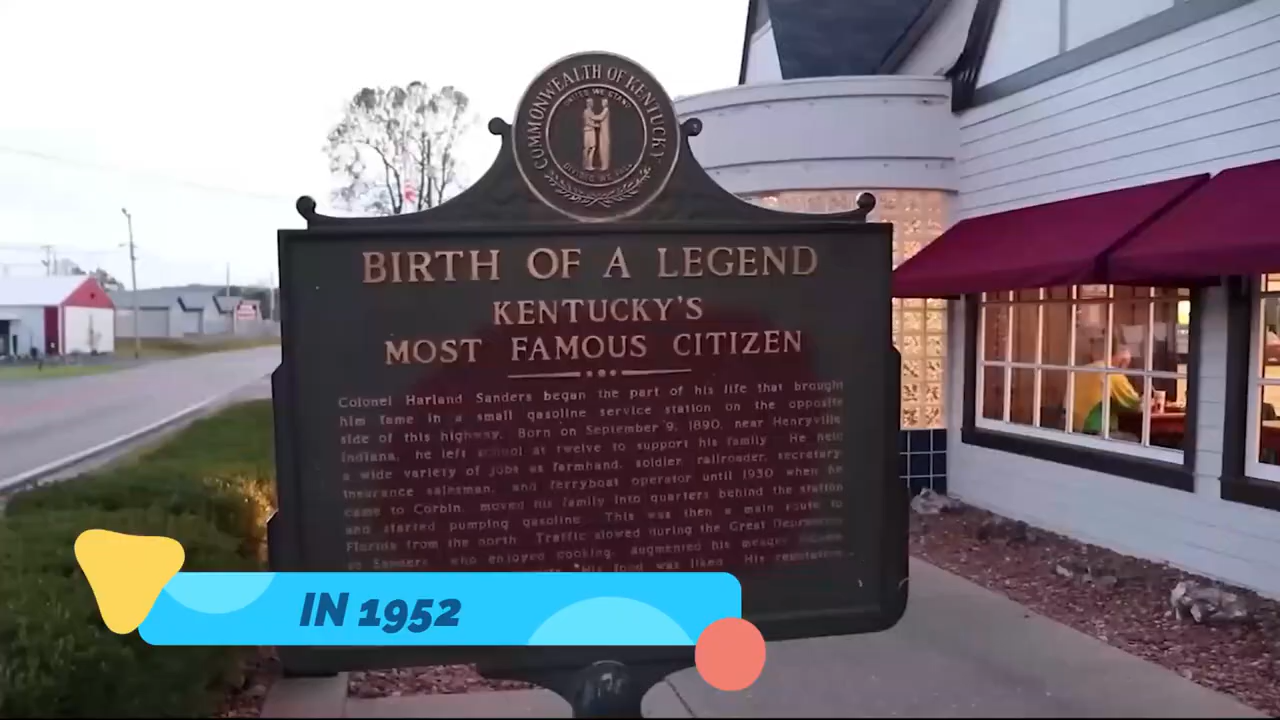 COMMONWEALTH OF KENTUCKY
UNITED WE STAND
DIVIDED WE FALL
BIRTH OF A LEGEND
KENTUCKY'S
MOST FAMOUS CITIZEN
Colonel Harland Sanders began the part of his life that brought
him fame in a small gasoline service station on the opposite
side of this highway. Born on September 9, 1890, near Henryville
Indiana, he left school at twelve to support his family. He held
a wide variety of jobs as farmhand, soldier, railroader, secretary
insurance salesman, and ferryboat operator until 1930 when he
came to Corbin, moved his family into quarters behind the station
and started pumping gasoline. This was then a main route to
Florida from the north. Traffic slowed during the Great Depression
so Sanders, who enjoyed cooking, augmented his meager
His food was liked. His reputation
IN 1952